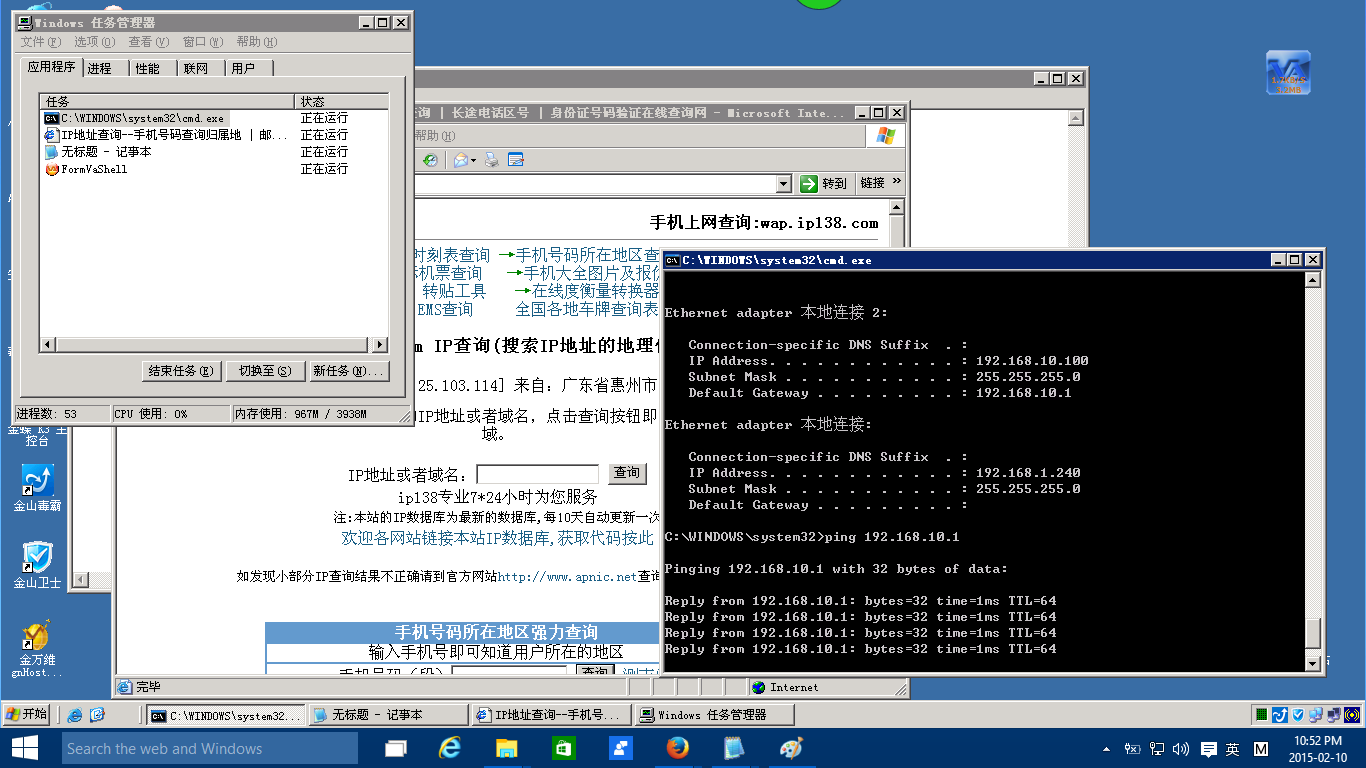 Windows 任务管理器
文件(F) 选项(O) 查看(V) 窗口(W) 帮助(H)
应用程序 进程 性能 联网 用户
任务 状态
C:\WINDOWS\system32\cmd.exe 正在运行
IP地址查询--手机号码查询归属地 | 邮... 正在运行
无标题 - 记事本 正在运行
FormVaShell 正在运行
结束任务(E) 切换至(S) 新任务(N)...
进程数: 53 CPU 使用: 0% 内存使用: 967M / 3938M
查询 | 长途电话区号 | 身份证号码验证在线查询网 - Microsoft Inte...
帮助(H)
转到 链接 »
手机上网查询:wap.ip138.com
时刻表查询 →手机号码所在地区查
机票查询 →手机大全图片及报价
转贴工具 →在线度衡量转换器
EMS查询 全国各地车牌查询表
m IP查询(搜索IP地址的地理位
25.103.114] 来自: 广东省惠州市
IP地址或者域名, 点击查询按钮即
域。
IP地址或者域名: 查询
ip138专业7*24小时为您服务
注:本站的IP数据库为最新的数据库,每10天自动更新一次
欢迎各网站链接本站IP数据库,获取代码按此
如发现小部分IP查询结果不正确请到官方网站http://www.apnic.net查询
手机号码所在地区强力查询
输入手机号即可知道用户所在的地区
手机号码(段) 查询
完毕 Internet
C:\WINDOWS\system32\cmd.exe
Ethernet adapter 本地连接 2:
Connection-specific DNS Suffix . :
IP Address. . . . . . . . . . . . : 192.168.10.100
Subnet Mask . . . . . . . . . . . : 255.255.255.0
Default Gateway . . . . . . . . . : 192.168.10.1
Ethernet adapter 本地连接:
Connection-specific DNS Suffix . :
IP Address. . . . . . . . . . . . : 192.168.1.240
Subnet Mask . . . . . . . . . . . : 255.255.255.0
Default Gateway . . . . . . . . . :
C:\WINDOWS\system32>ping 192.168.10.1
Pinging 192.168.10.1 with 32 bytes of data:
Reply from 192.168.10.1: bytes=32 time=1ms TTL=64
Reply from 192.168.10.1: bytes=32 time=1ms TTL=64
Reply from 192.168.10.1: bytes=32 time=1ms TTL=64
Reply from 192.168.10.1: bytes=32 time=1ms TTL=64
控台
金山毒霸
金山卫士
金万维
gnHost...
开始 C:\WINDOWS\system32... 无标题 - 记事本 IP地址查询--手机号... Windows 任务管理器
Search the web and Windows
英 M
10:52 PM
2015-02-10